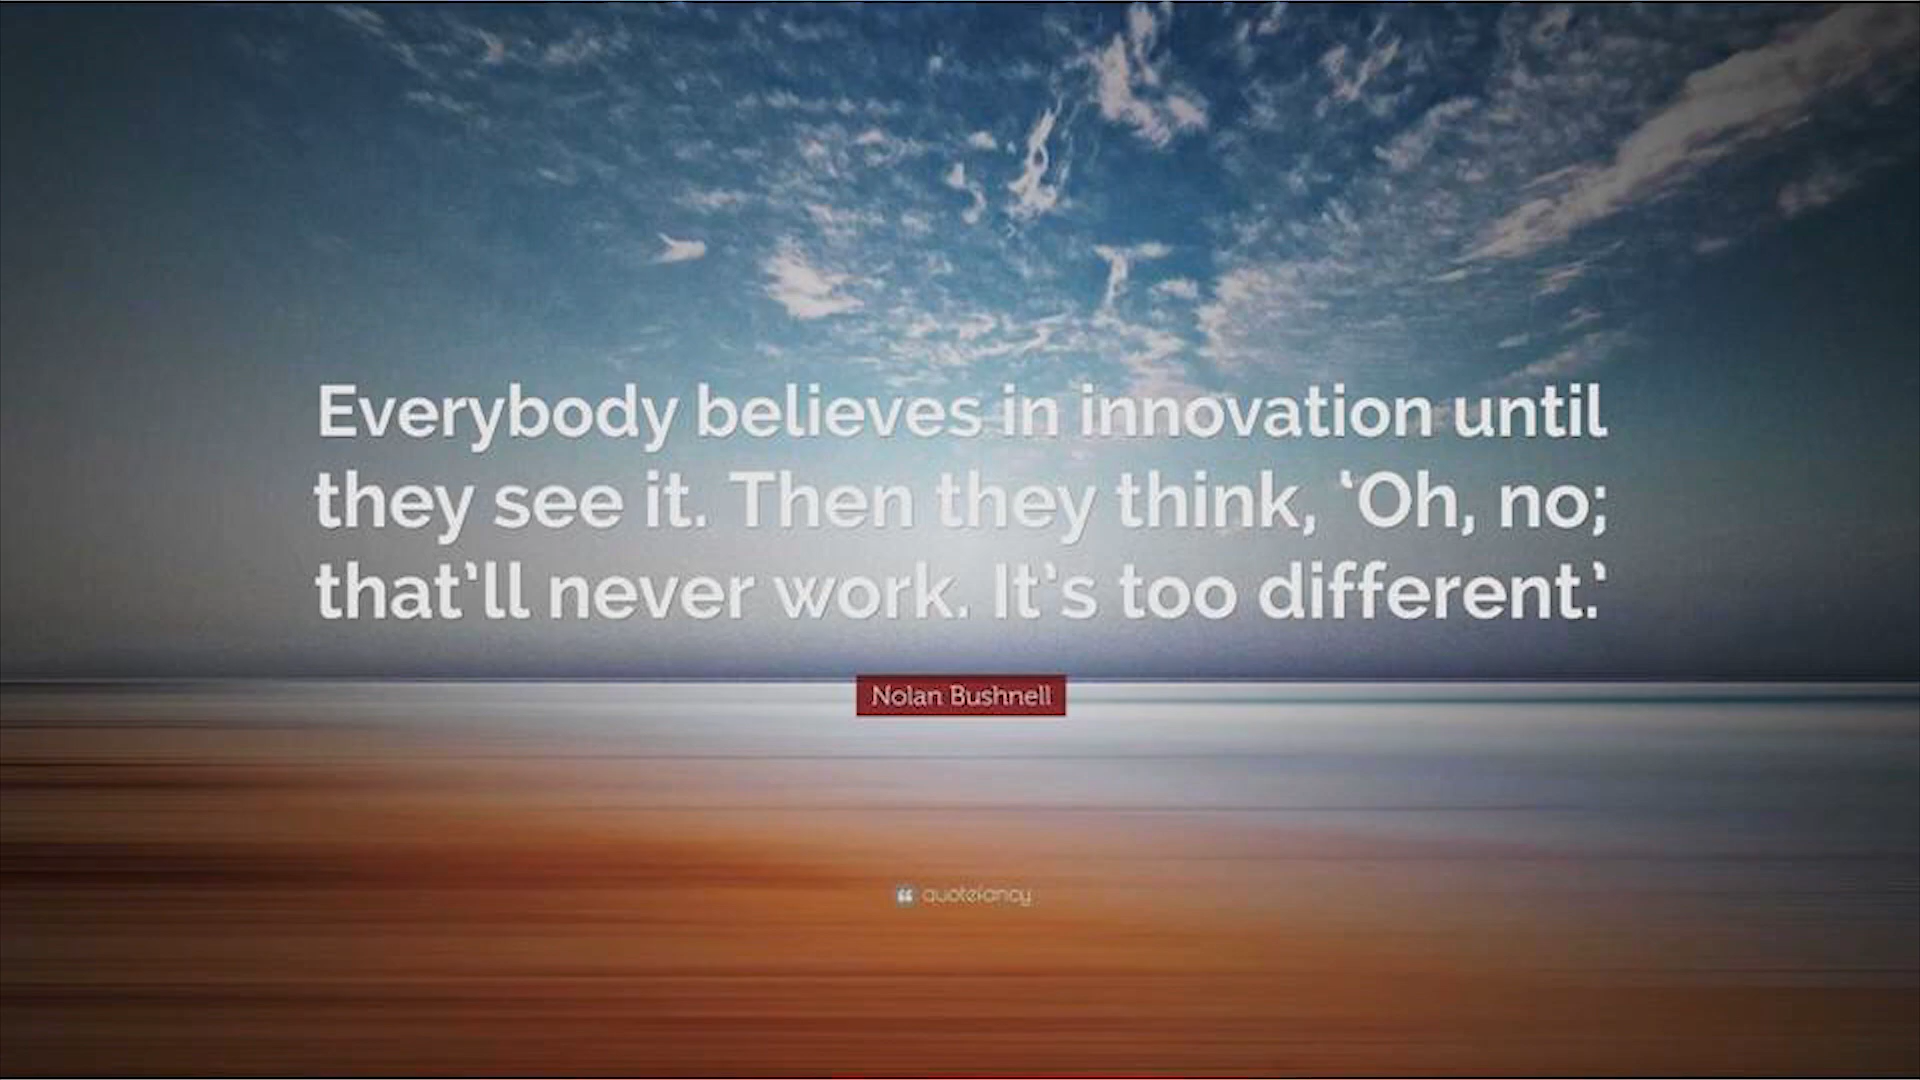 Everybody believes in innovation until
they see it. Then they think, ‘Oh, no;
that’ll never work. It’s too different.’
Nolan Bushnell
❝ quotefancy